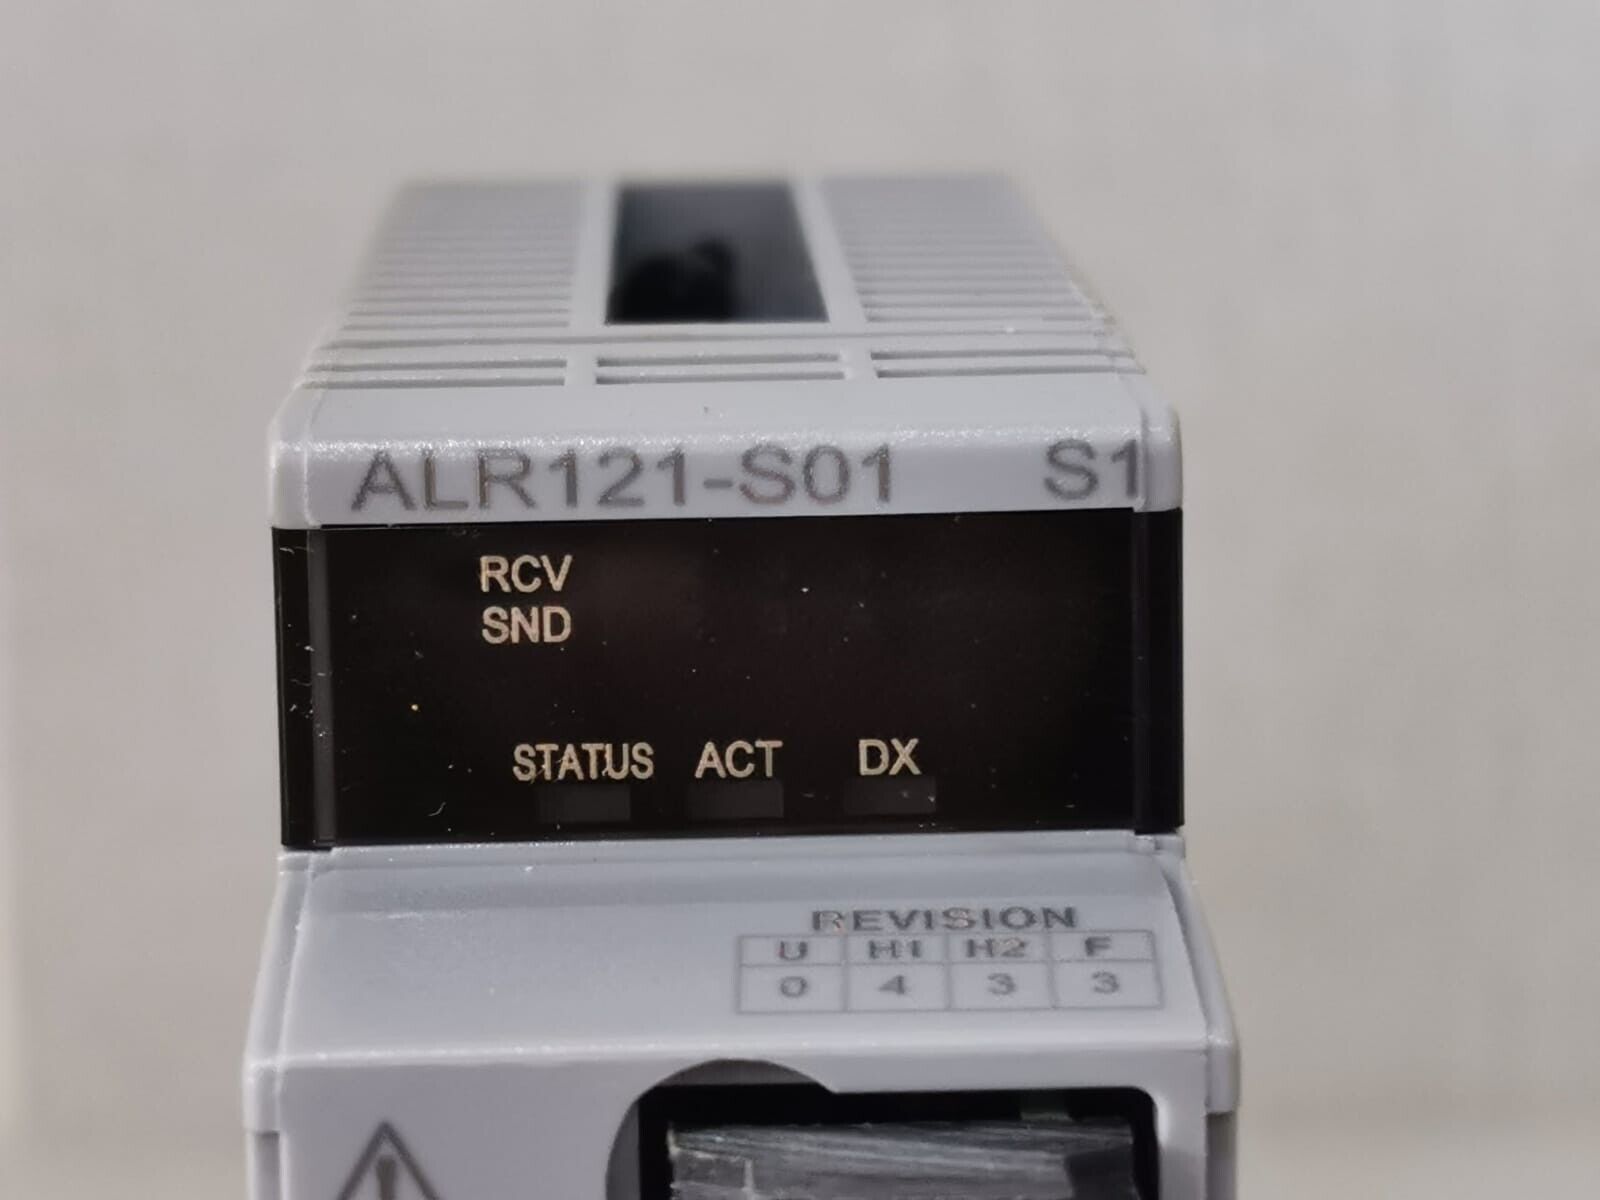 ALR121-S01 S1
RCV
SND
STATUS ACT DX
REVISION
U H1 H2 F
0 4 3 3